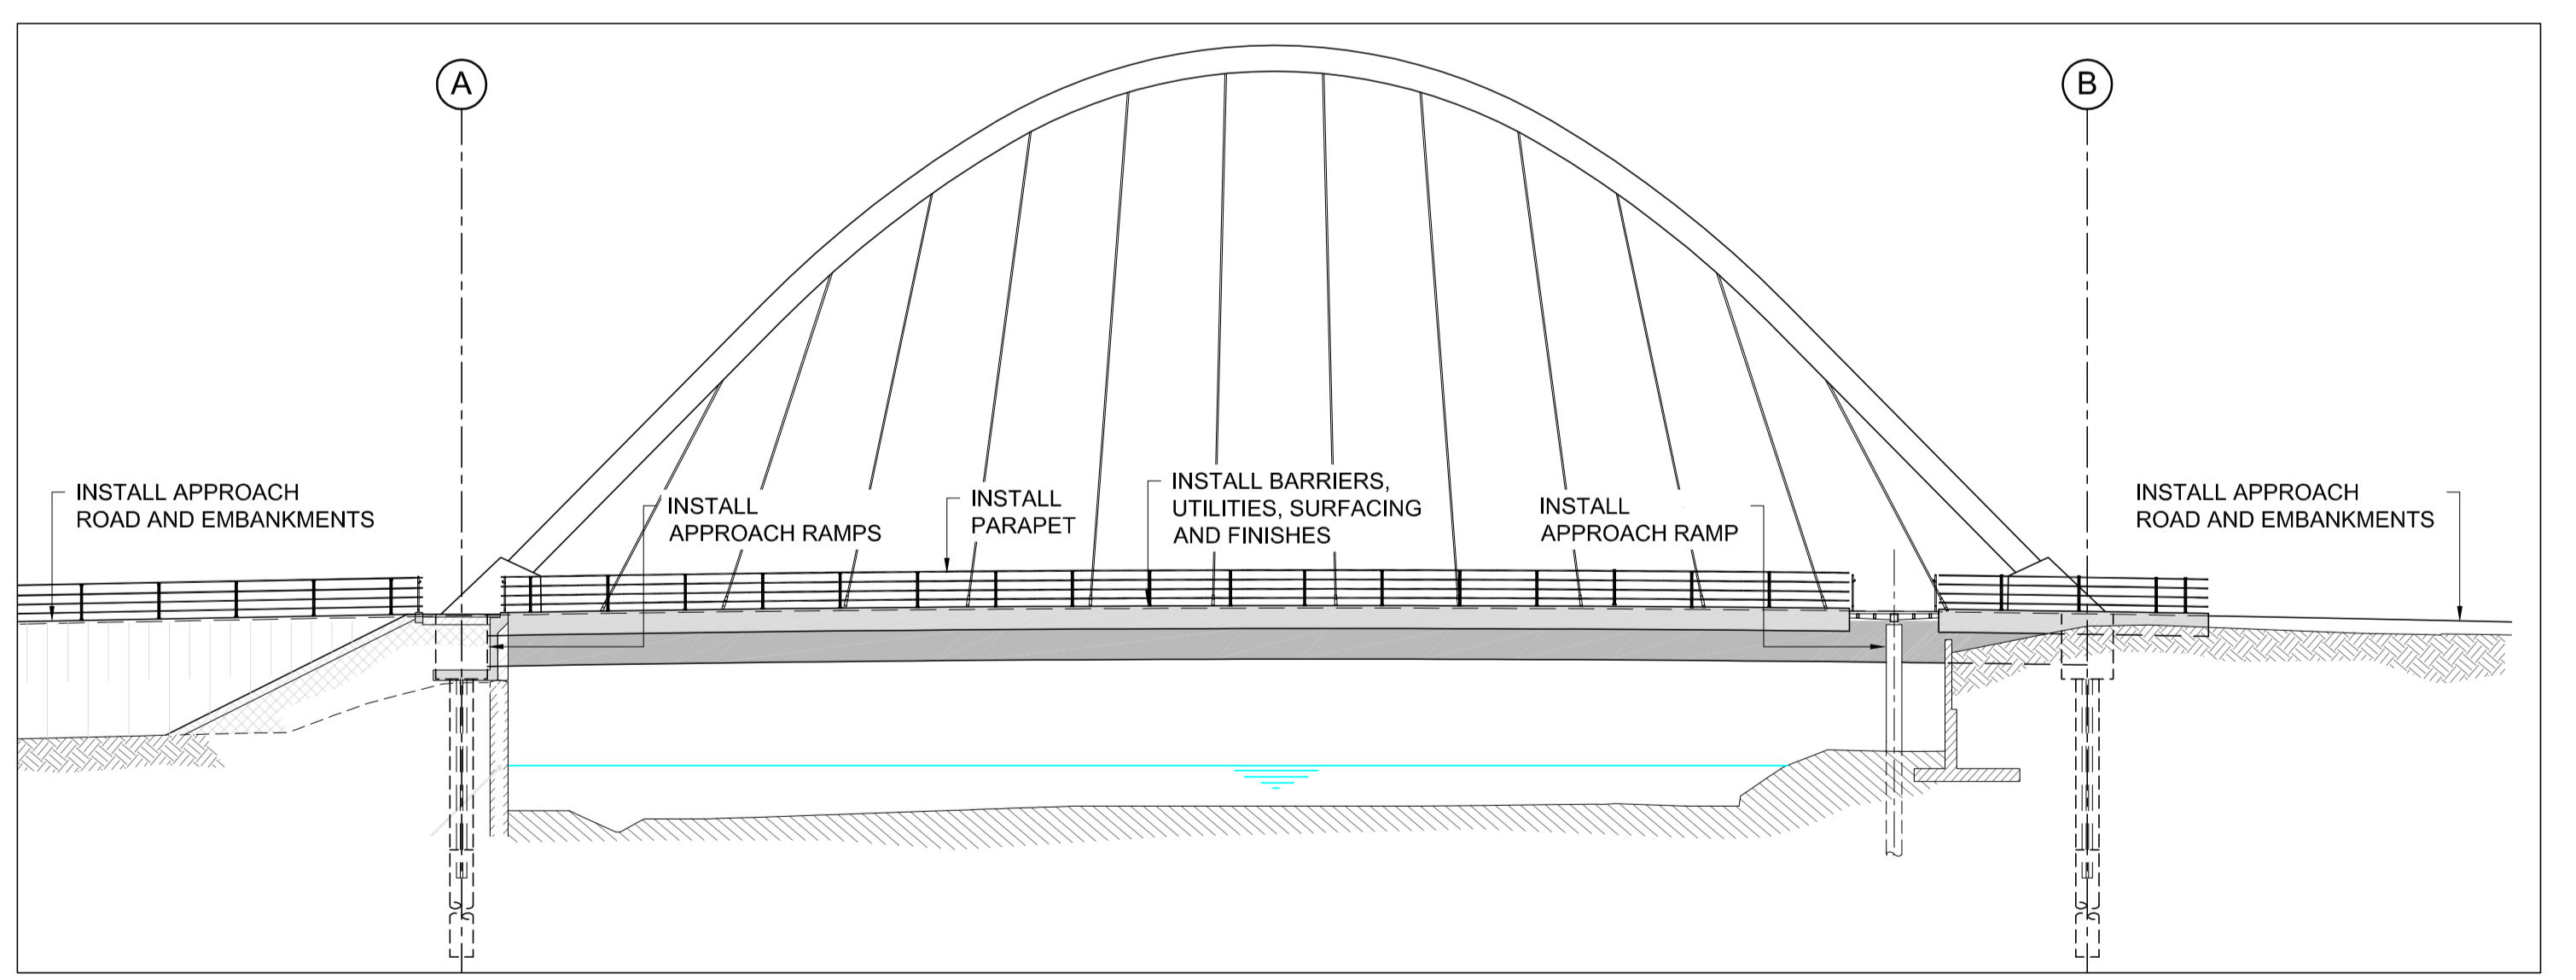 A
B
INSTALL APPROACH
ROAD AND EMBANKMENTS
INSTALL
APPROACH RAMPS
INSTALL
PARAPET
INSTALL BARRIERS,
UTILITIES, SURFACING
AND FINISHES
INSTALL
APPROACH RAMP
INSTALL APPROACH
ROAD AND EMBANKMENTS